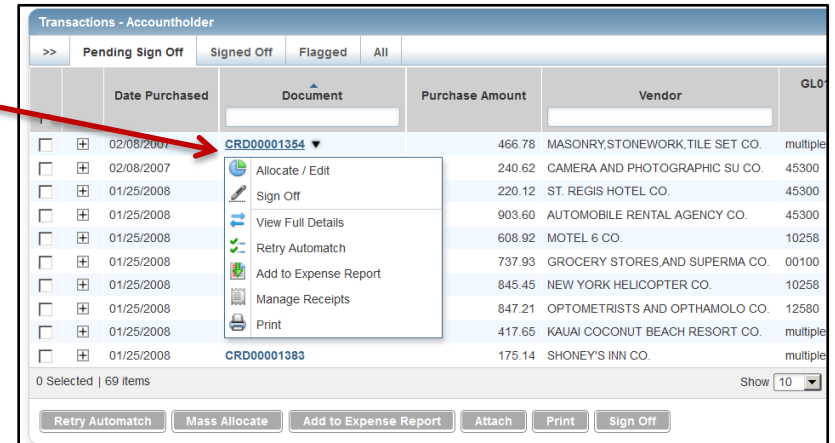 Transactions - Accountholder
>> Pending Sign Off Signed Off Flagged All
Date Purchased Document Purchase Amount Vendor GL01
02/08/2007 CRD00001354 ▼ 466.78 MASONRY,STONEWORK,TILE SET CO. multiple
02/08/2007 Allocate / Edit 240.62 CAMERA AND PHOTOGRAPHIC SU CO. 45300
01/25/2008 Sign Off 220.12 ST. REGIS HOTEL CO. 45300
01/25/2008 View Full Details 903.60 AUTOMOBILE RENTAL AGENCY CO. 45300
01/25/2008 Retry Automatch 608.92 MOTEL 6 CO. 10258
01/25/2008 Add to Expense Report 737.93 GROCERY STORES,AND SUPERMA CO. 00100
01/25/2008 Manage Receipts 845.45 NEW YORK HELICOPTER CO. 10258
01/25/2008 Print 847.21 OPTOMETRISTS AND OPTHAMOLO CO. 12580
01/25/2008 417.65 KAUAI COCONUT BEACH RESORT CO. multiple
01/25/2008 CRD00001383 175.14 SHONEY'S INN CO. multiple
0 Selected | 69 items Show 10
Retry Automatch Mass Allocate Add to Expense Report Attach Print Sign Off